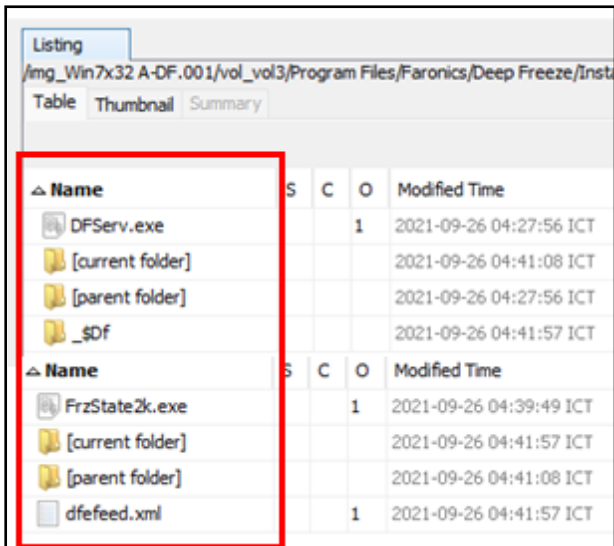 Listing
/img_Win7x32 A-DF.001/vol_vol3/Program Files/Faronics/Deep Freeze/Insta
Table Thumbnail Summary
Name S C O Modified Time
DFServ.exe 1 2021-09-26 04:27:56 ICT
[current folder] 2021-09-26 04:41:08 ICT
[parent folder] 2021-09-26 04:27:56 ICT
_$Df 2021-09-26 04:41:57 ICT
Name S C O Modified Time
FrzState2k.exe 1 2021-09-26 04:39:49 ICT
[current folder] 2021-09-26 04:41:57 ICT
[parent folder] 2021-09-26 04:41:08 ICT
dfefeed.xml 1 2021-09-26 04:41:57 ICT